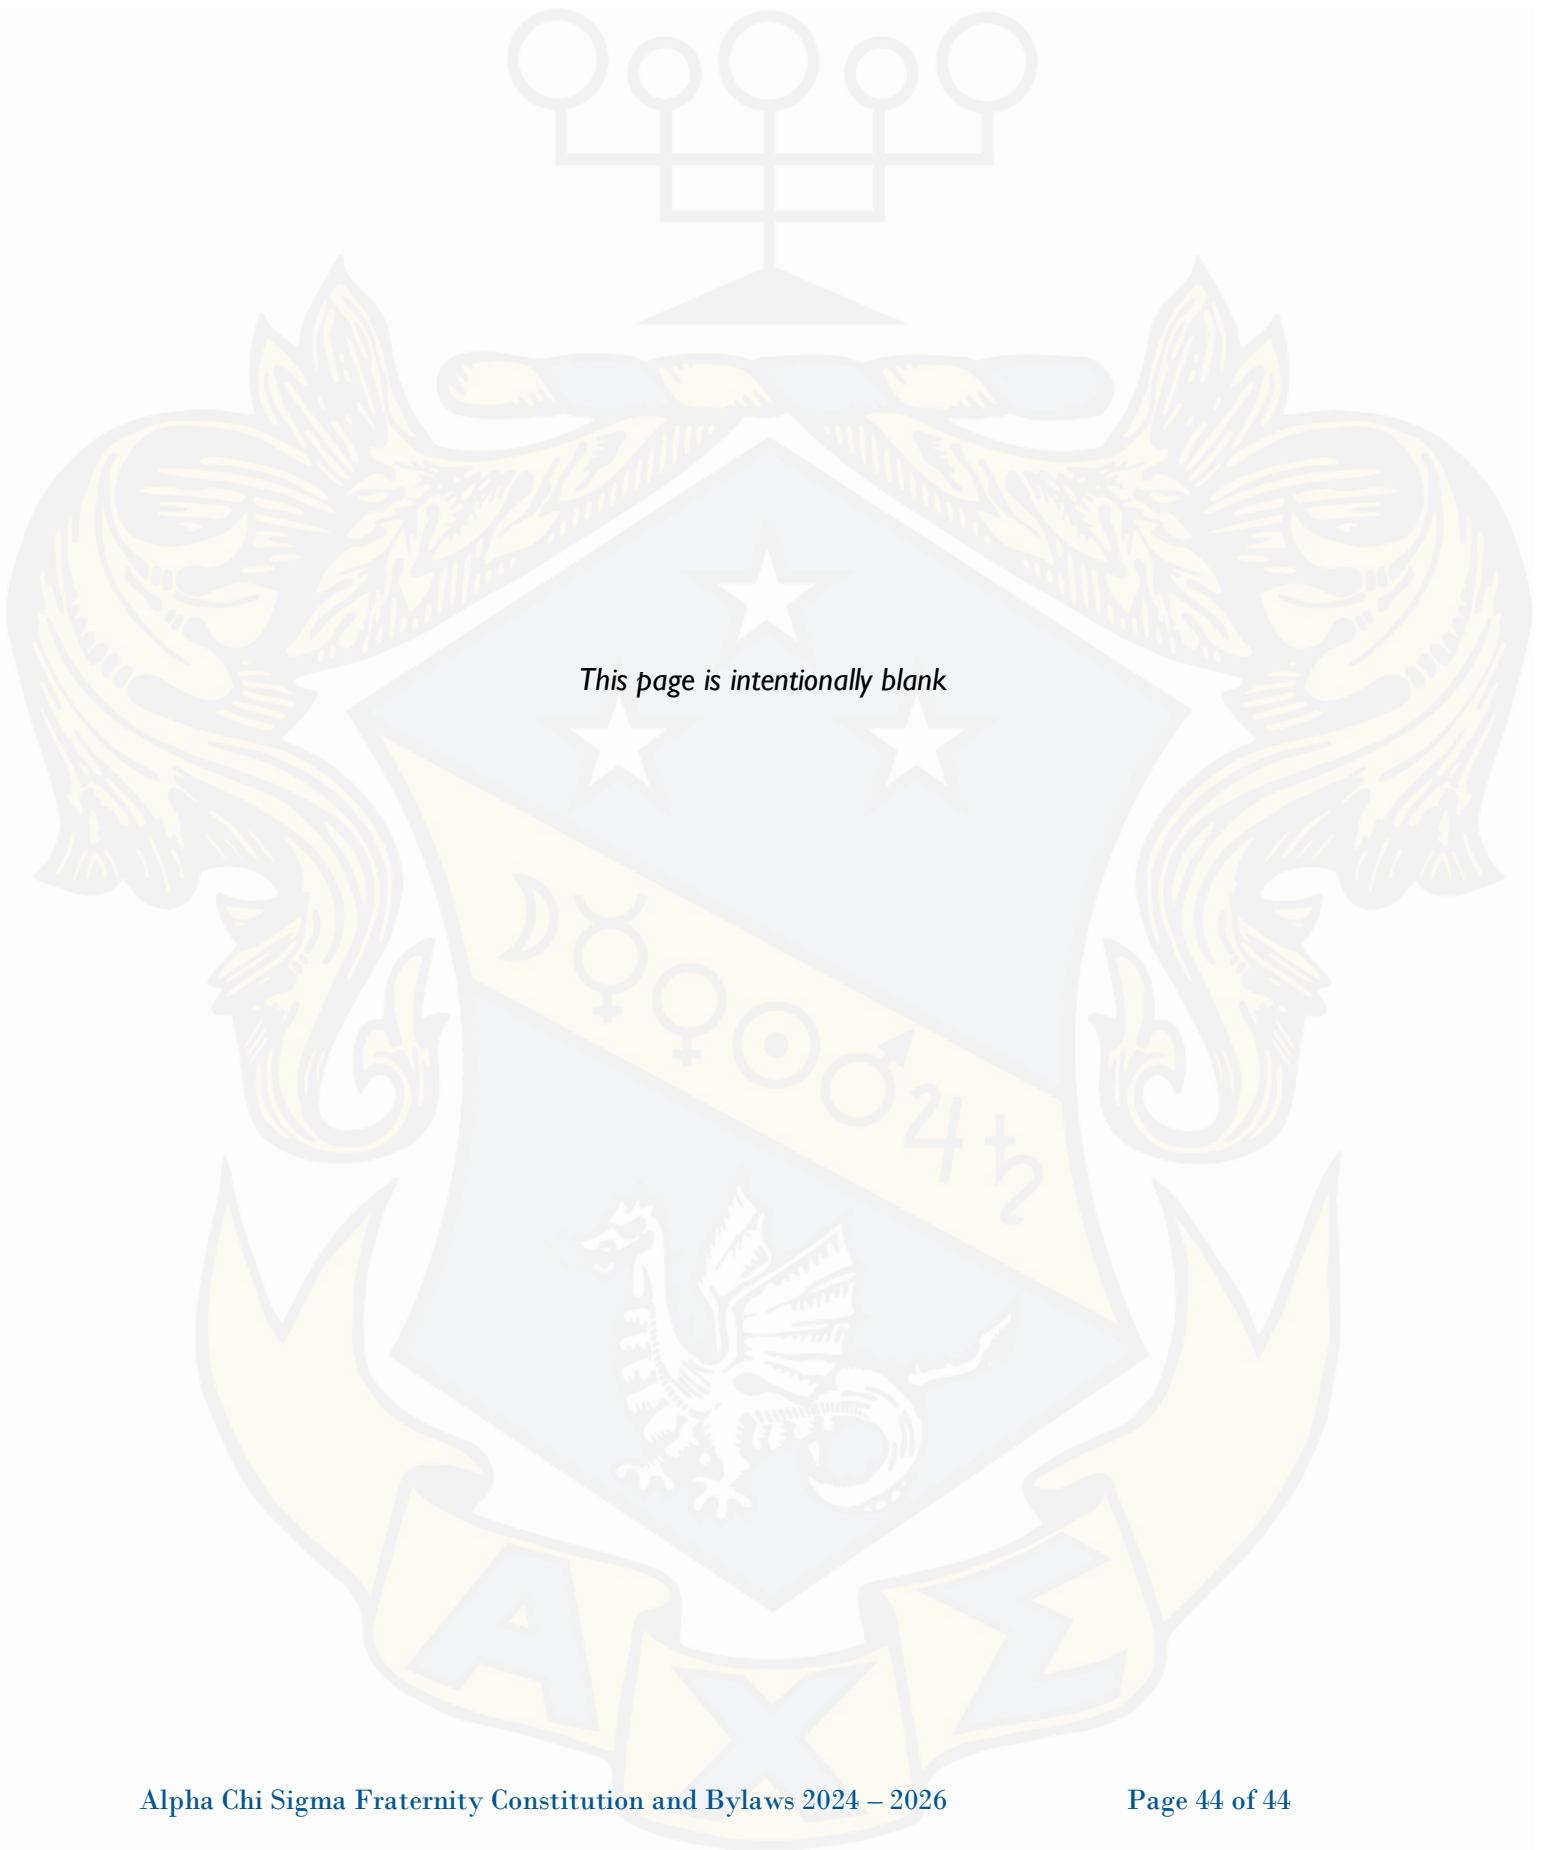 This page is intentionally blank
☽☿♀☉♂♃♄
ΑΧΣ
Alpha Chi Sigma Fraternity Constitution and Bylaws 2024 – 2026 Page 44 of 44